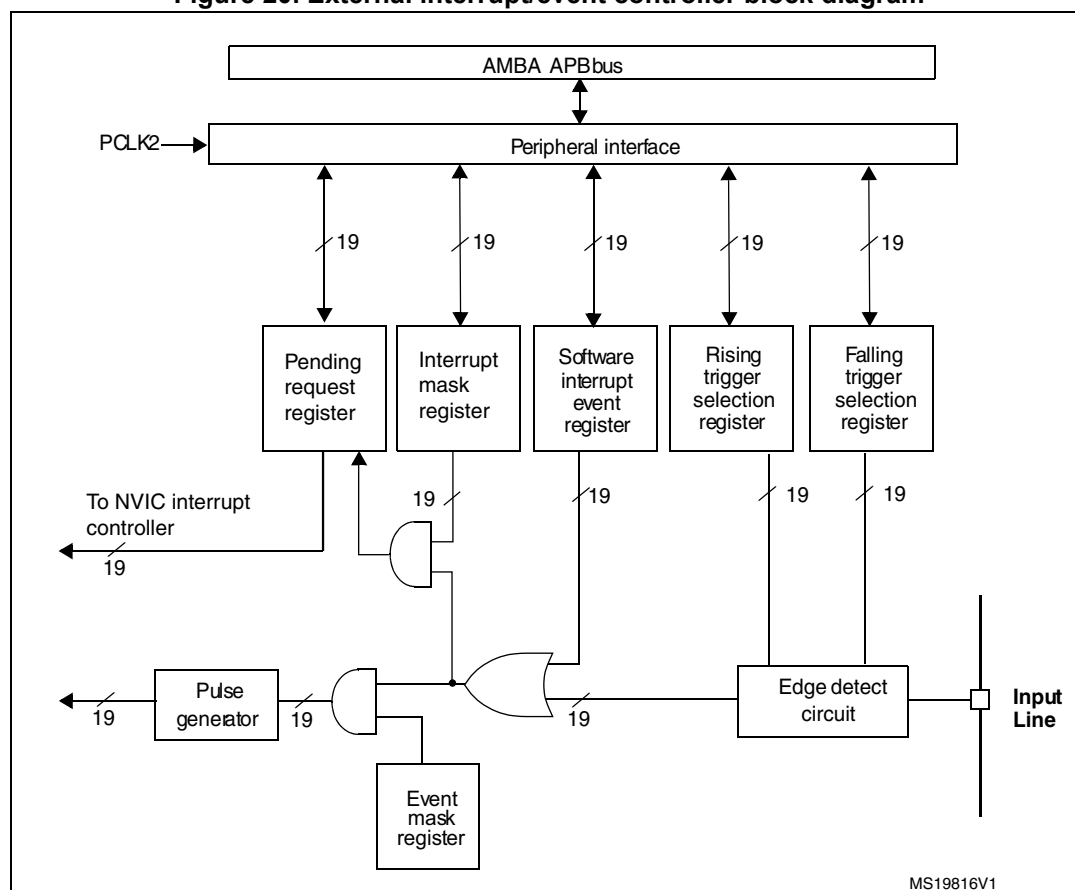 Figure 20. External interrupt/event controller block diagram
AMBA APB bus
PCLK2
Peripheral interface
19
19
19
19
19
Pending
request
register
Interrupt
mask
register
Software
interrupt
event
register
Rising
trigger
selection
register
Falling
trigger
selection
register
To NVIC interrupt
controller
19
19
19
19
19
Pulse
generator
19
19
19
Edge detect
circuit
Input
Line
Event
mask
register
MS19816V1